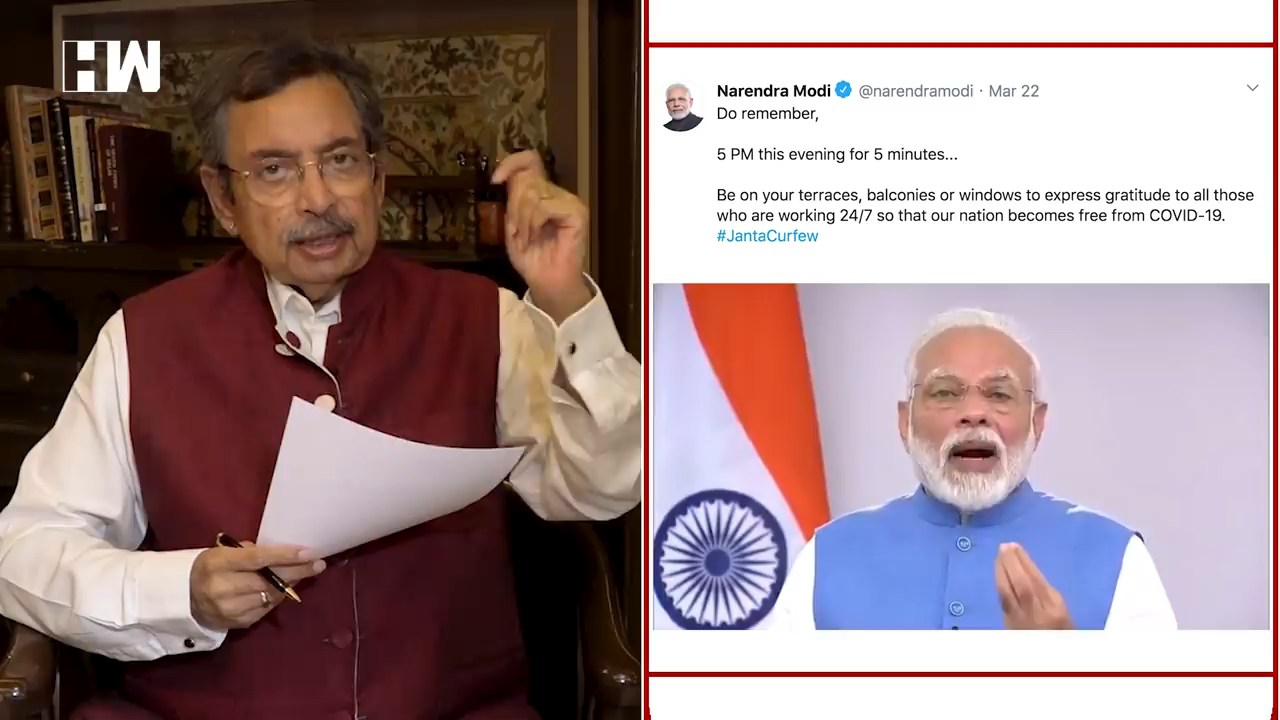 HW
Narendra Modi @narendramodi · Mar 22
Do remember,
5 PM this evening for 5 minutes...
Be on your terraces, balconies or windows to express gratitude to all those
who are working 24/7 so that our nation becomes free from COVID-19.
#JantaCurfew